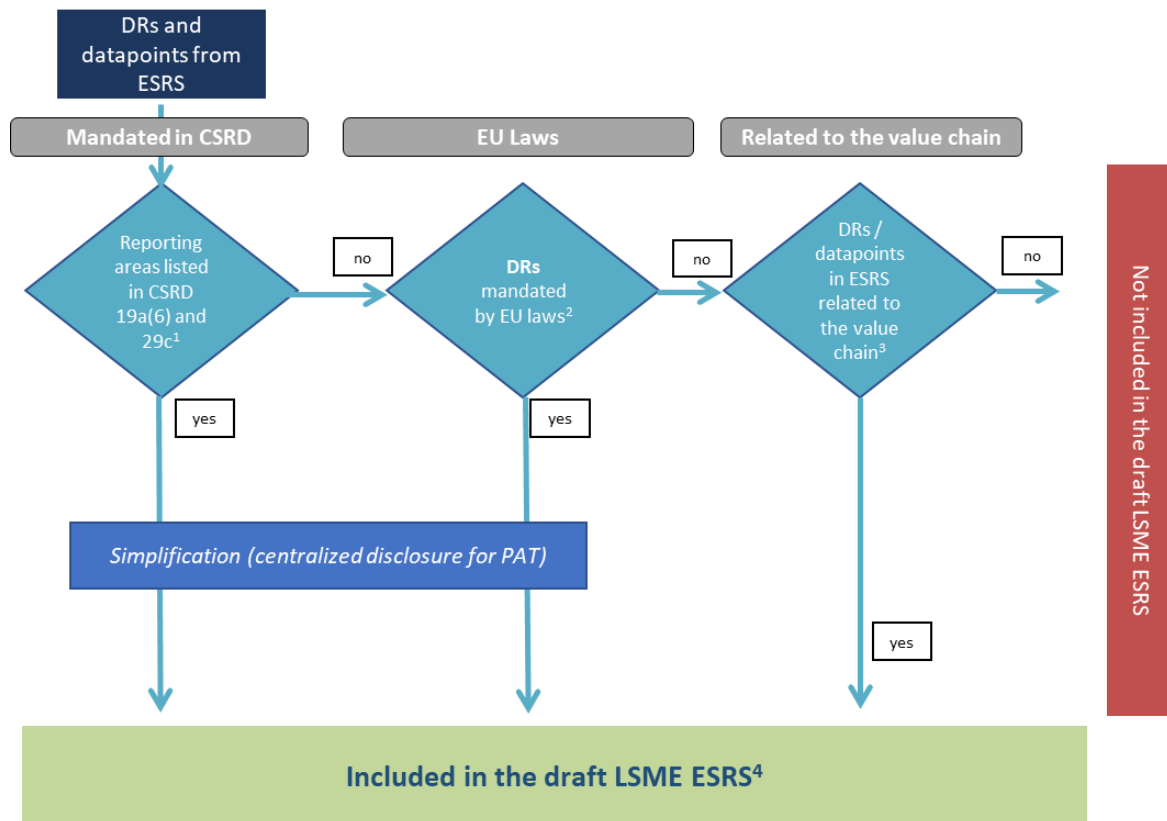 DRs and
datapoints from
ESRS
Mandated in CSRD
EU Laws
Related to the value chain
Reporting
areas listed
in CSRD
19a(6) and
29c¹
no
DRs
mandated
by EU laws²
no
DRs /
datapoints
in ESRS
related to
the value
chain³
no
yes
yes
Simplification (centralized disclosure for PAT)
yes
Not included in the draft LSME ESRS
Included in the draft LSME ESRS⁴